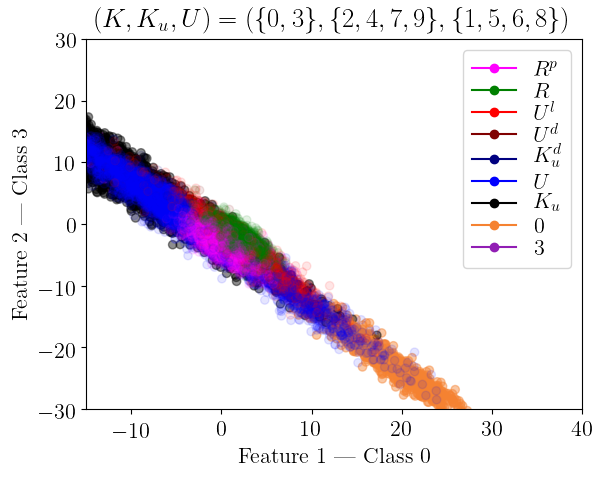 (K, K_u, U) = ({0, 3}, {2, 4, 7, 9}, {1, 5, 6, 8})
R^p
R
U^l
U^d
K_u^d
U
K_u
0
3
30
20
10
0
−10
−20
−30
Feature 2 — Class 3
−10
0
10
20
30
40
Feature 1 — Class 0